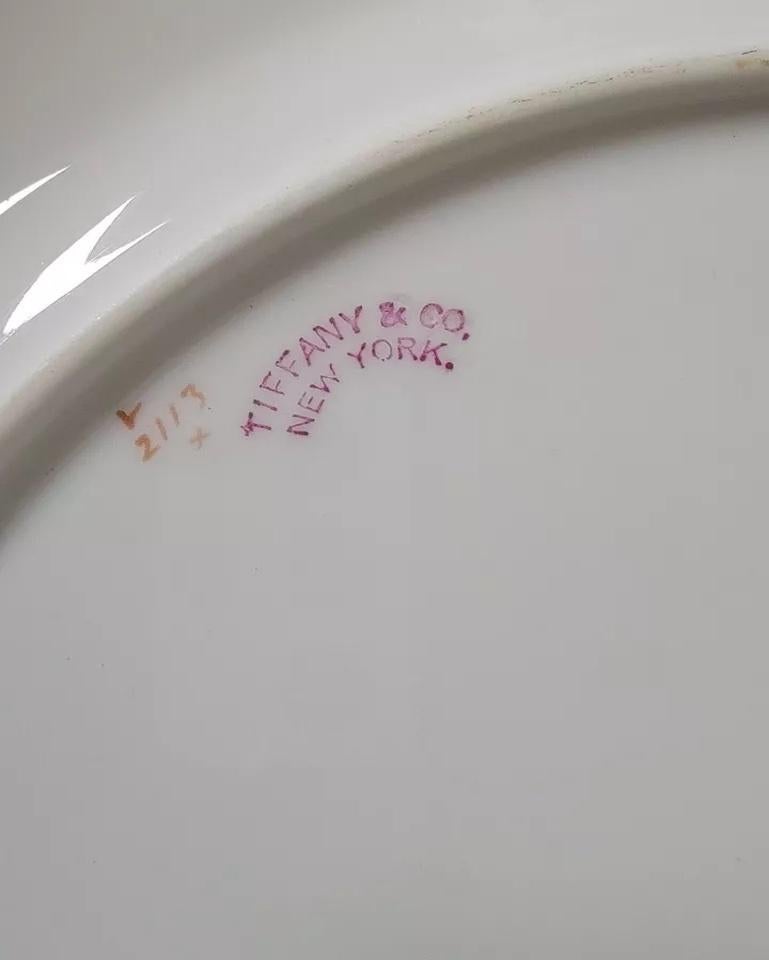 TIFFANY & CO.
NEW YORK.
2113